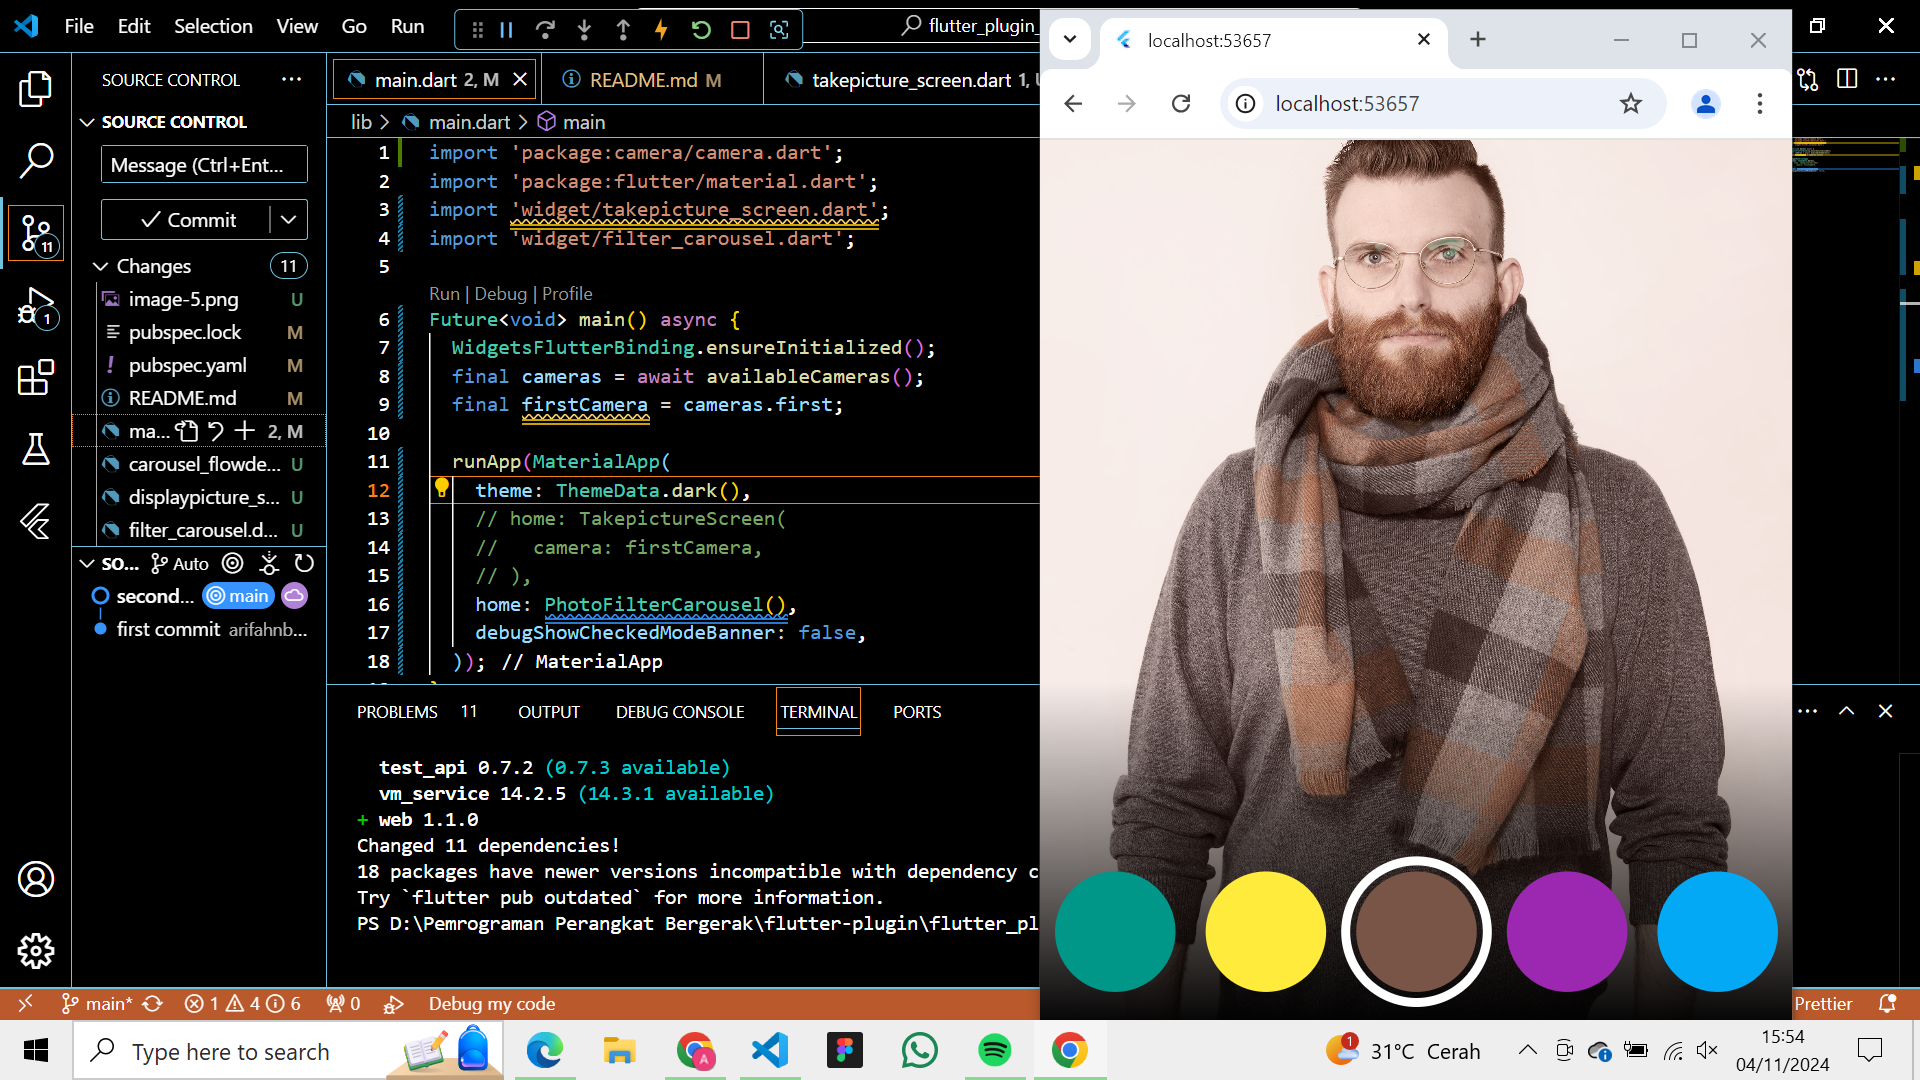 File Edit Selection View Go Run
flutter_plugin_
localhost:53657
SOURCE CONTROL
main.dart 2, M
README.md M
takepicture_screen.dart 1,
localhost:53657
SOURCE CONTROL
lib > main.dart > main
Message (Ctrl+Ent...
Commit
Changes 11
image-5.png U
pubspec.lock M
pubspec.yaml M
README.md M
ma... 2, M
carousel_flowde... U
displaypicture_s... U
filter_carousel.d... U
SO... Auto
second... main
first commit arifahnb...
11
1
1 import 'package:camera/camera.dart';
2 import 'package:flutter/material.dart';
3 import 'widget/takepicture_screen.dart';
4 import 'widget/filter_carousel.dart';
5
Run | Debug | Profile
6 Future<void> main() async {
7 WidgetsFlutterBinding.ensureInitialized();
8 final cameras = await availableCameras();
9 final firstCamera = cameras.first;
10
11 runApp(MaterialApp(
12 theme: ThemeData.dark(),
13 // home: TakepictureScreen(
14 //   camera: firstCamera,
15 // ),
16 home: PhotoFilterCarousel(),
17 debugShowCheckedModeBanner: false,
18 )); // MaterialApp
PROBLEMS 11 OUTPUT DEBUG CONSOLE TERMINAL PORTS
test_api 0.7.2 (0.7.3 available)
vm_service 14.2.5 (14.3.1 available)
+ web 1.1.0
Changed 11 dependencies!
18 packages have newer versions incompatible with dependency c
Try `flutter pub outdated` for more information.
PS D:\Pemrograman Perangkat Bergerak\flutter-plugin\flutter_pl
main* 1 4 6 0 Debug my code
Prettier
Type here to search
A
1
31°C Cerah
15:54
04/11/2024